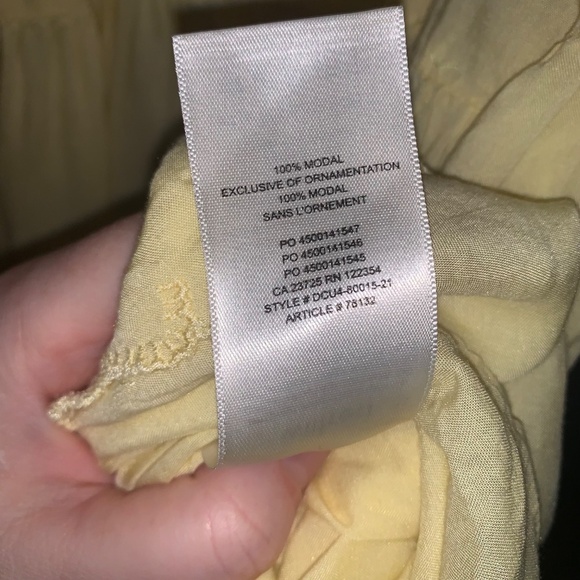 100% MODAL
EXCLUSIVE OF ORNAMENTATION
100% MODAL
SANS L'ORNEMENT
PO 4500141547
PO 4500141546
PO 4500141545
CA 23725 RN 122354
STYLE # DCU4-60015-21
ARTICLE # 78132